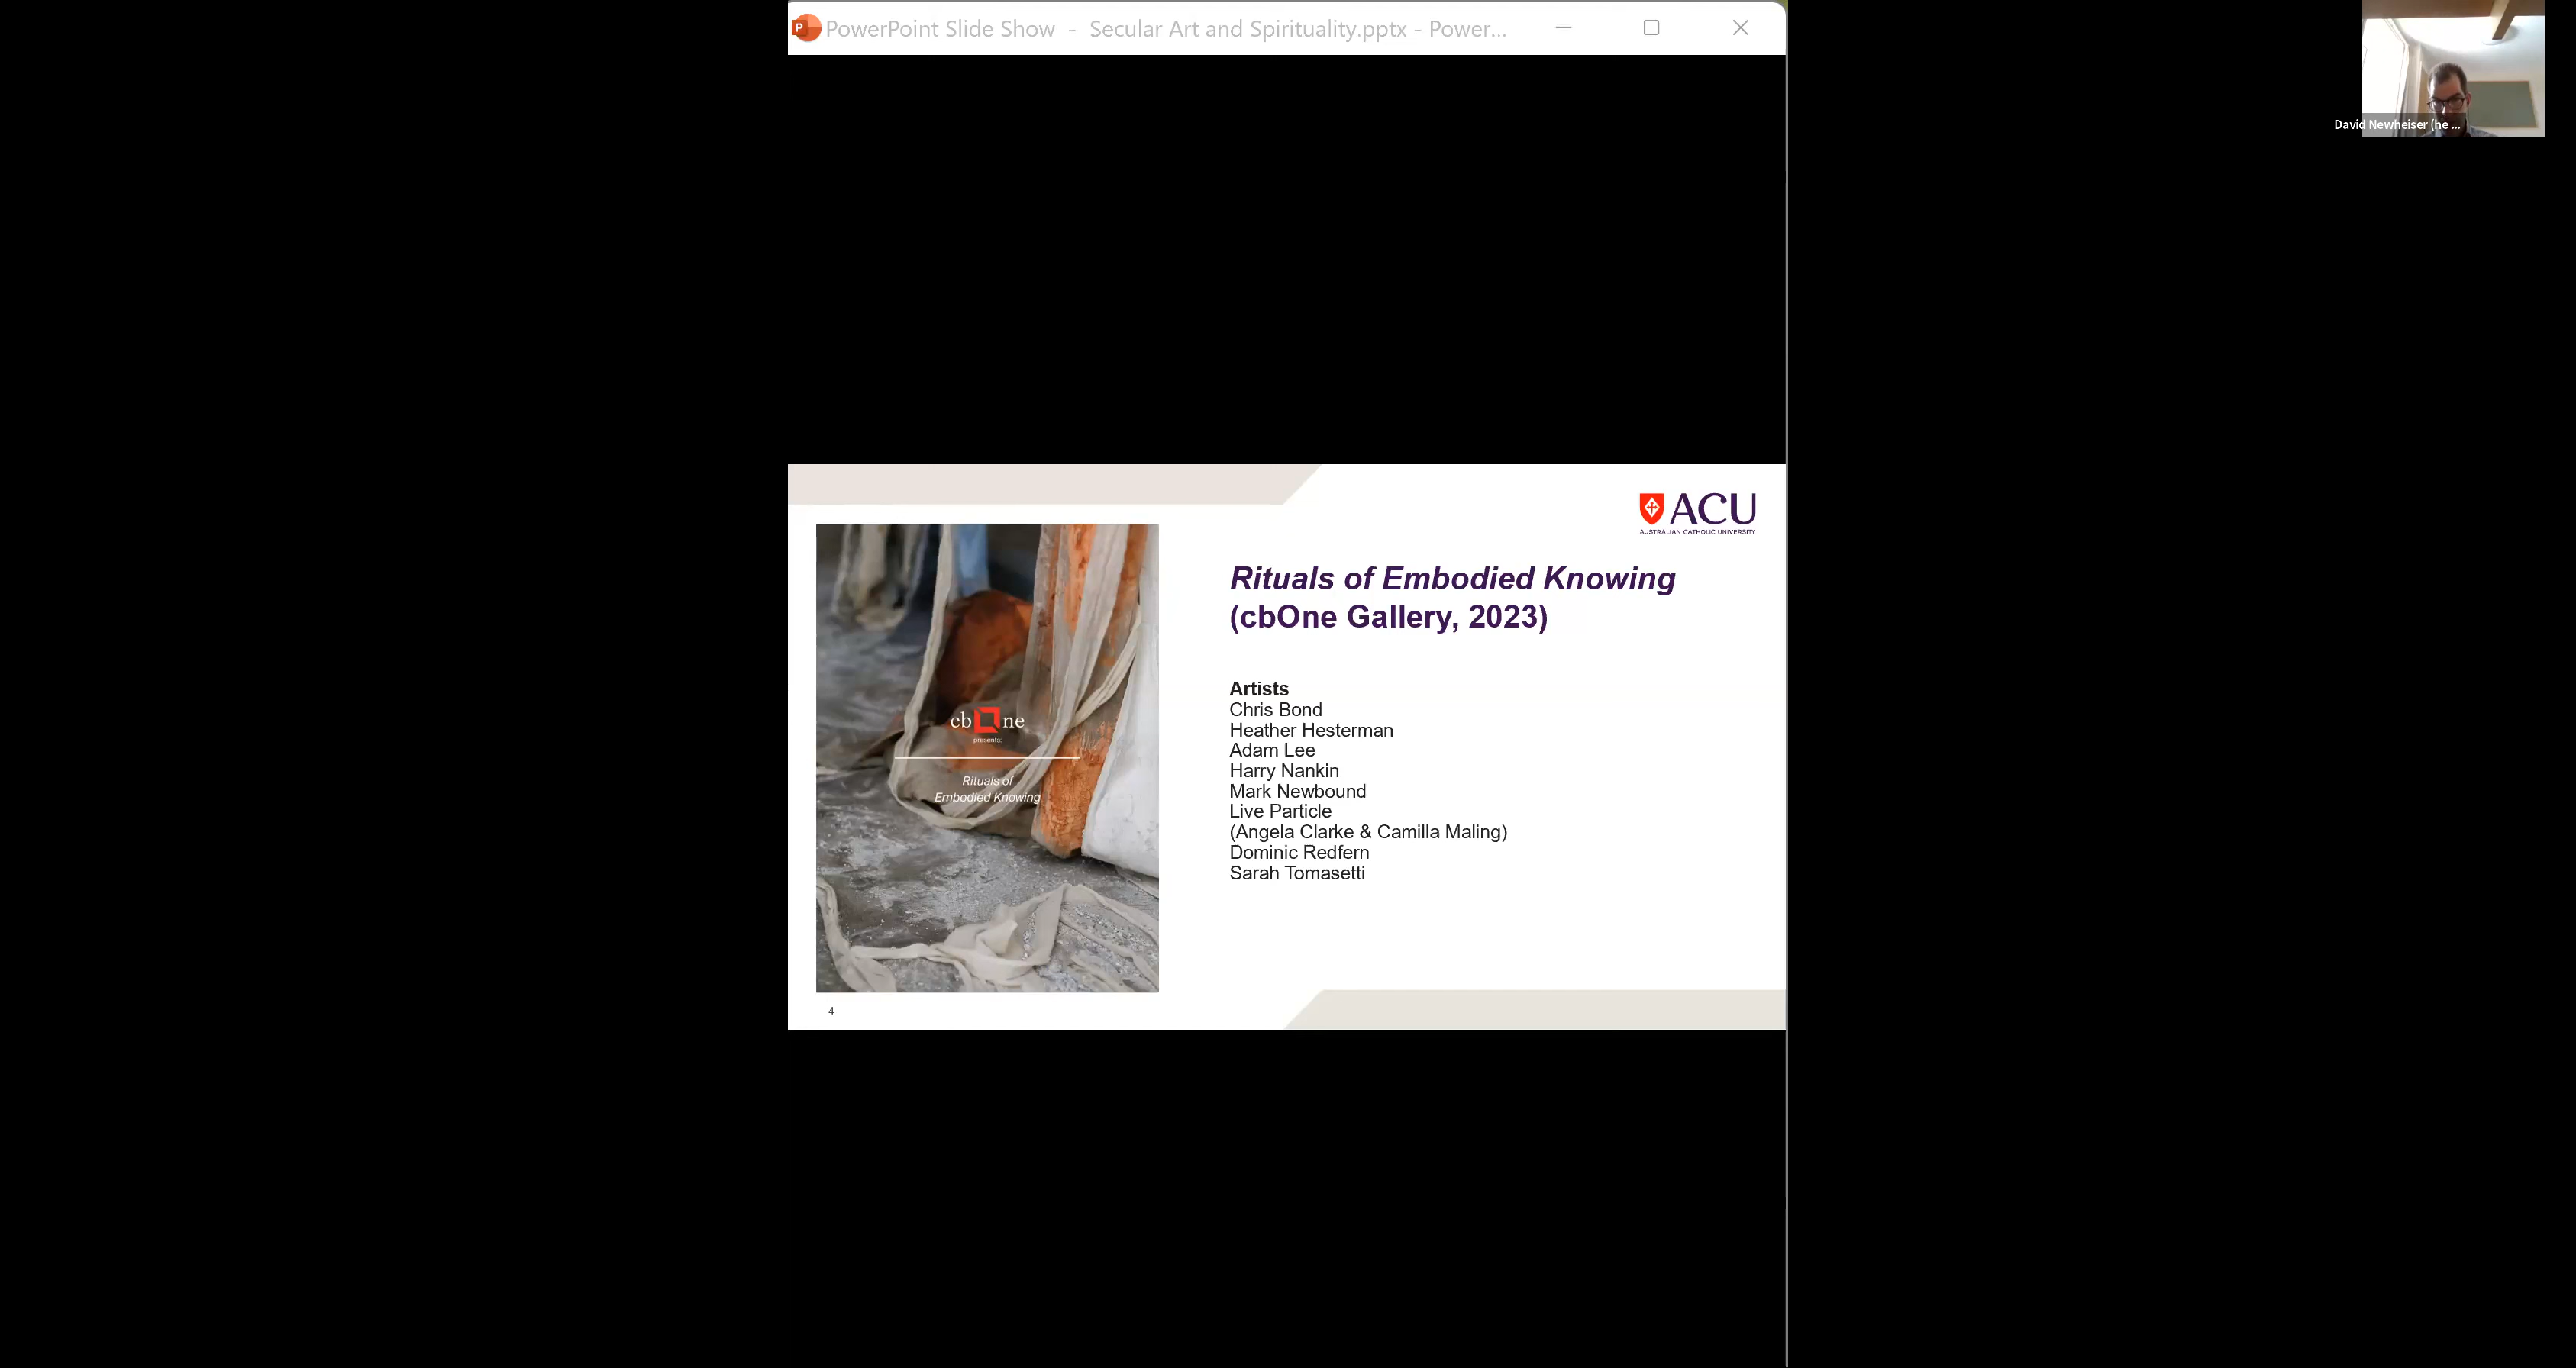 PowerPoint Slide Show - Secular Art and Spirituality.pptx - Power...
David Newheiser (he ...
ACU
AUSTRALIAN CATHOLIC UNIVERSITY
Rituals of Embodied Knowing
(cbOne Gallery, 2023)
cb ne
presents:
Rituals of
Embodied Knowing
Artists
Chris Bond
Heather Hesterman
Adam Lee
Harry Nankin
Mark Newbound
Live Particle
(Angela Clarke & Camilla Maling)
Dominic Redfern
Sarah Tomasetti
4